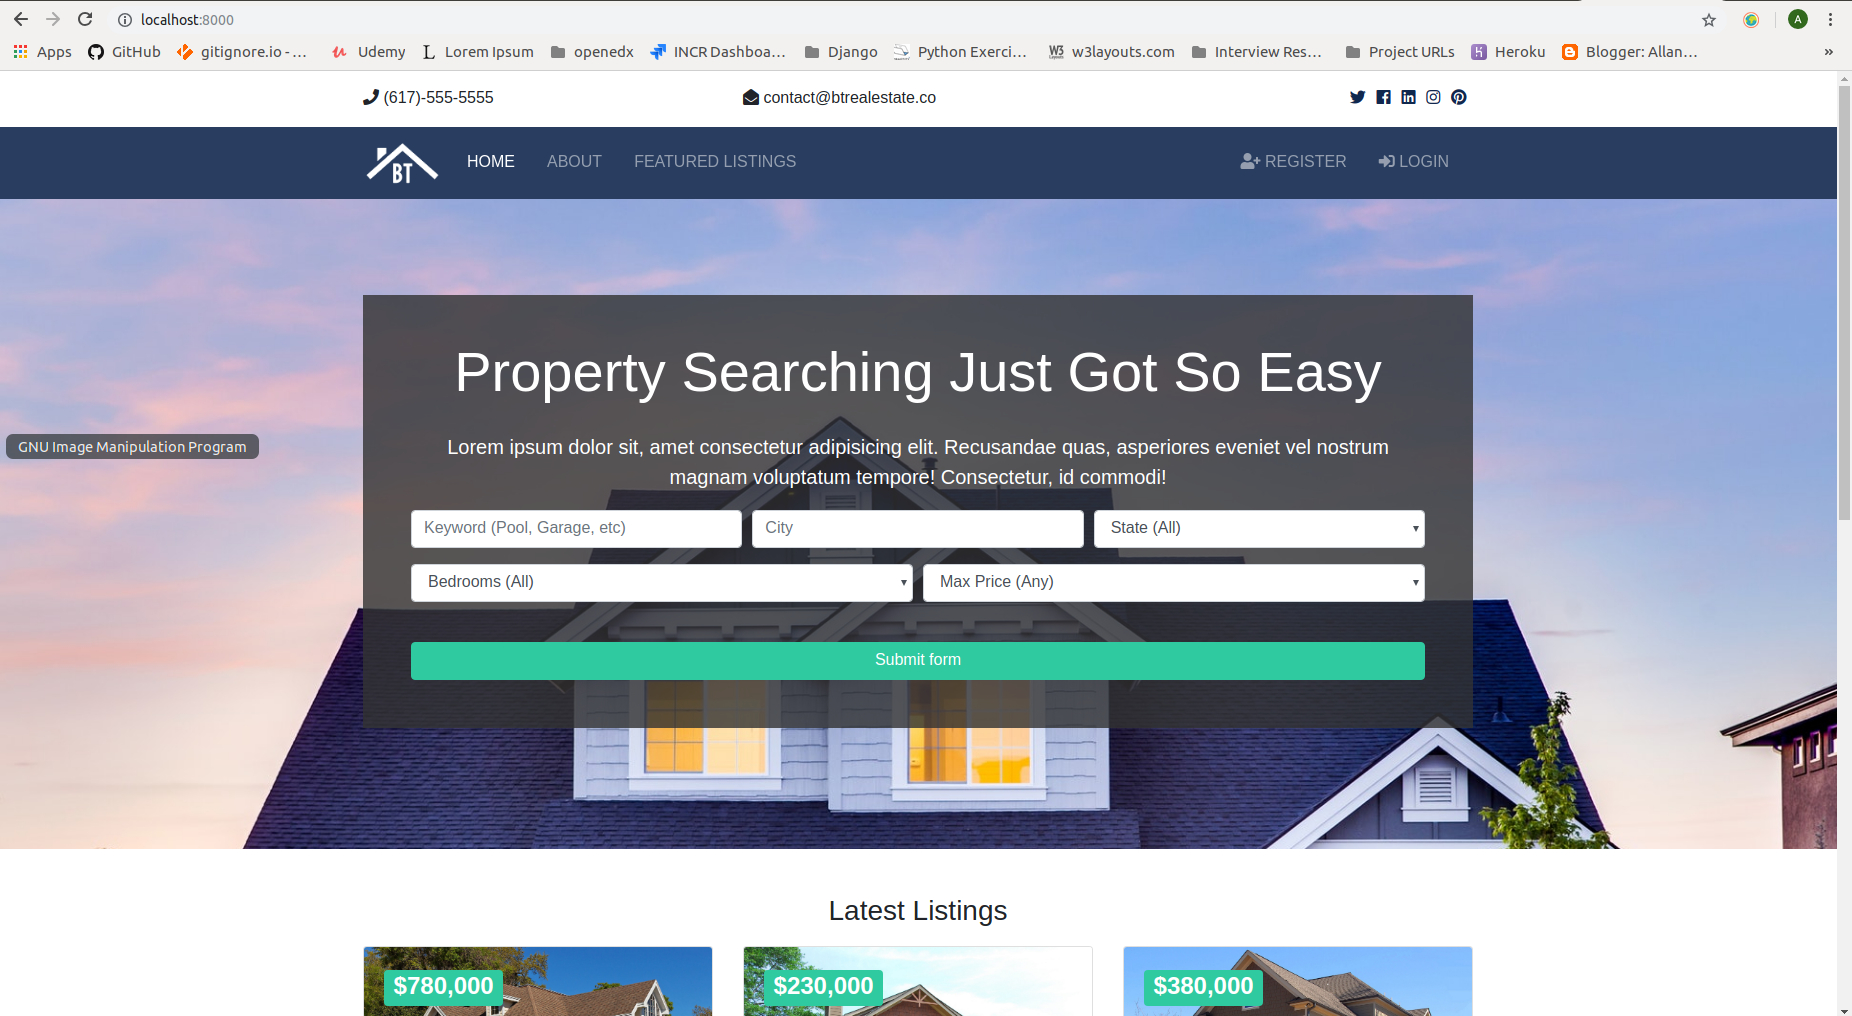 localhost:8000
A
Apps GitHub gitignore.io - ... Udemy Lorem Ipsum openedx INCR Dashboa... Django Python Exerci... w3layouts.com Interview Res... Project URLs Heroku Blogger: Allan... »
(617)-555-5555 contact@btrealestate.co
BT HOME ABOUT FEATURED LISTINGS REGISTER LOGIN
Property Searching Just Got So Easy
GNU Image Manipulation Program
Lorem ipsum dolor sit, amet consectetur adipisicing elit. Recusandae quas, asperiores eveniet vel nostrum
magnam voluptatum tempore! Consectetur, id commodi!
Keyword (Pool, Garage, etc) City State (All)
Bedrooms (All) Max Price (Any)
Submit form
Latest Listings
$780,000 $230,000 $380,000